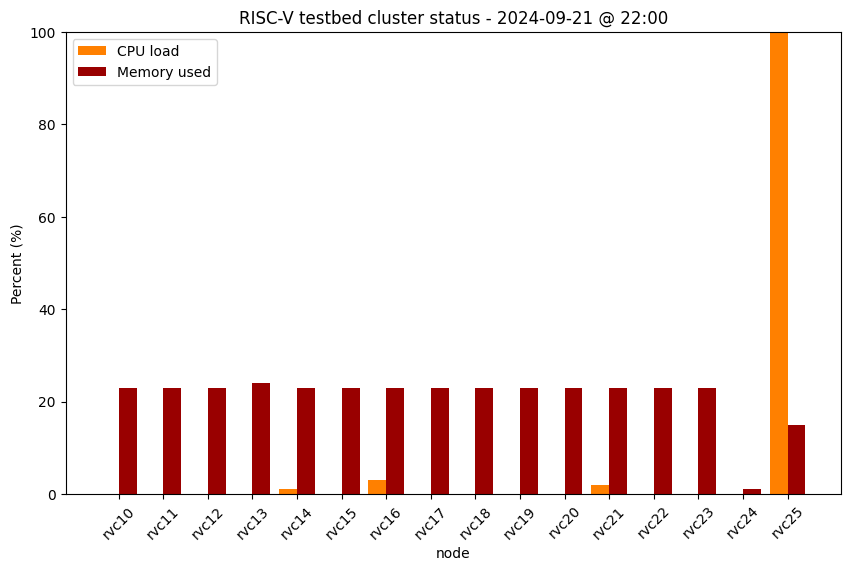 RISC-V testbed cluster status - 2024-09-21 @ 22:00
CPU load
Memory used
Percent (%)
100
80
60
40
20
0
rvc10
rvc11
rvc12
rvc13
rvc14
rvc15
rvc16
rvc17
rvc18
rvc19
rvc20
rvc21
rvc22
rvc23
rvc24
rvc25
node